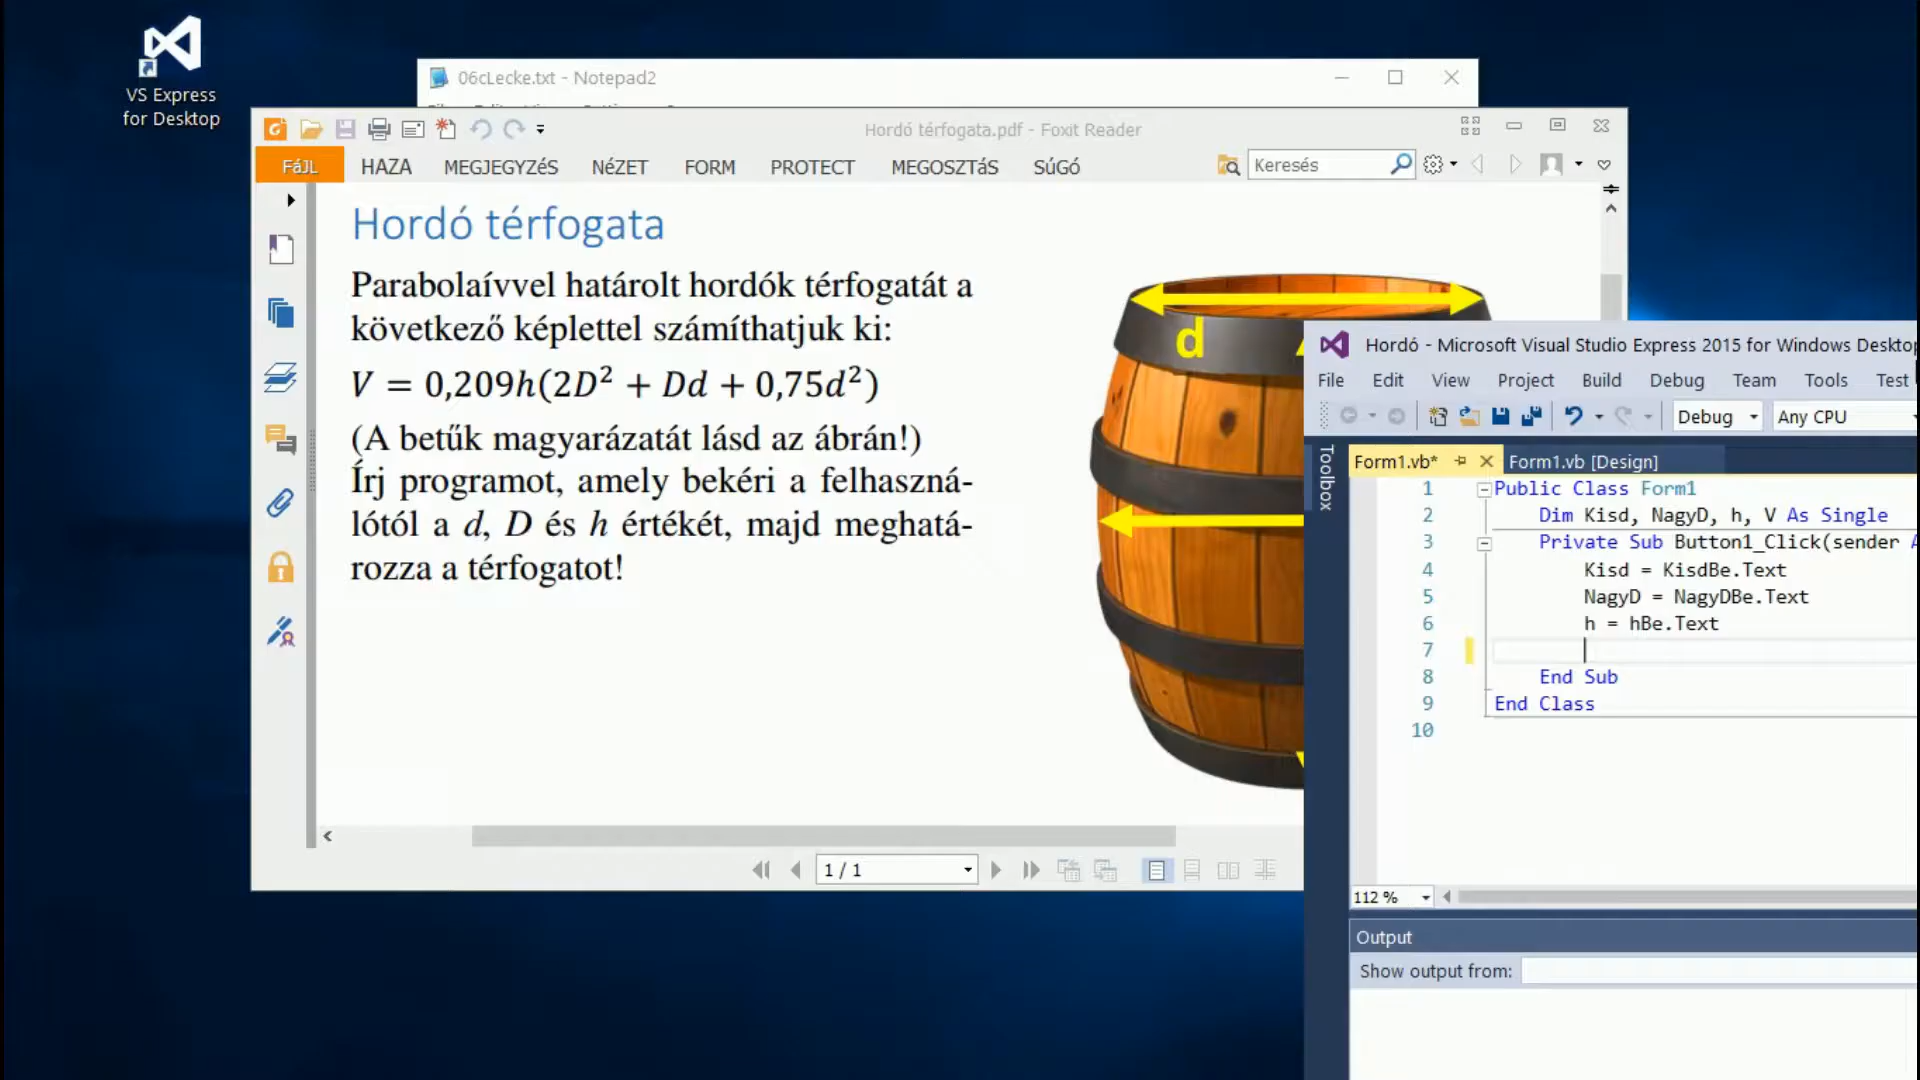 VS Express
for Desktop
06cLecke.txt - Notepad2
Hordó térfogata.pdf - Foxit Reader
FáJL HAZA MEGJEGYZéS NéZET FORM PROTECT MEGOSZTáS SúGó Keresés
Hordó térfogata
Parabolaívvel határolt hordók térfogatát a
következő képlettel számíthatjuk ki:
V = 0,209h(2D² + Dd + 0,75d²)
(A betűk magyarázatát lásd az ábrán!)
Írj programot, amely bekéri a felhaszná-
lótól a d, D és h értékét, majd meghatá-
rozza a térfogatot!
d
1 / 1
Hordó - Microsoft Visual Studio Express 2015 for Windows Desktop
File Edit View Project Build Debug Team Tools Test
Debug Any CPU
Toolbox
Form1.vb* Form1.vb [Design]
1 Public Class Form1
2 Dim Kisd, NagyD, h, V As Single
3 Private Sub Button1_Click(sender A
4 Kisd = KisdBe.Text
5 NagyD = NagyDBe.Text
6 h = hBe.Text
7
8 End Sub
9 End Class
10
112 %
Output
Show output from: